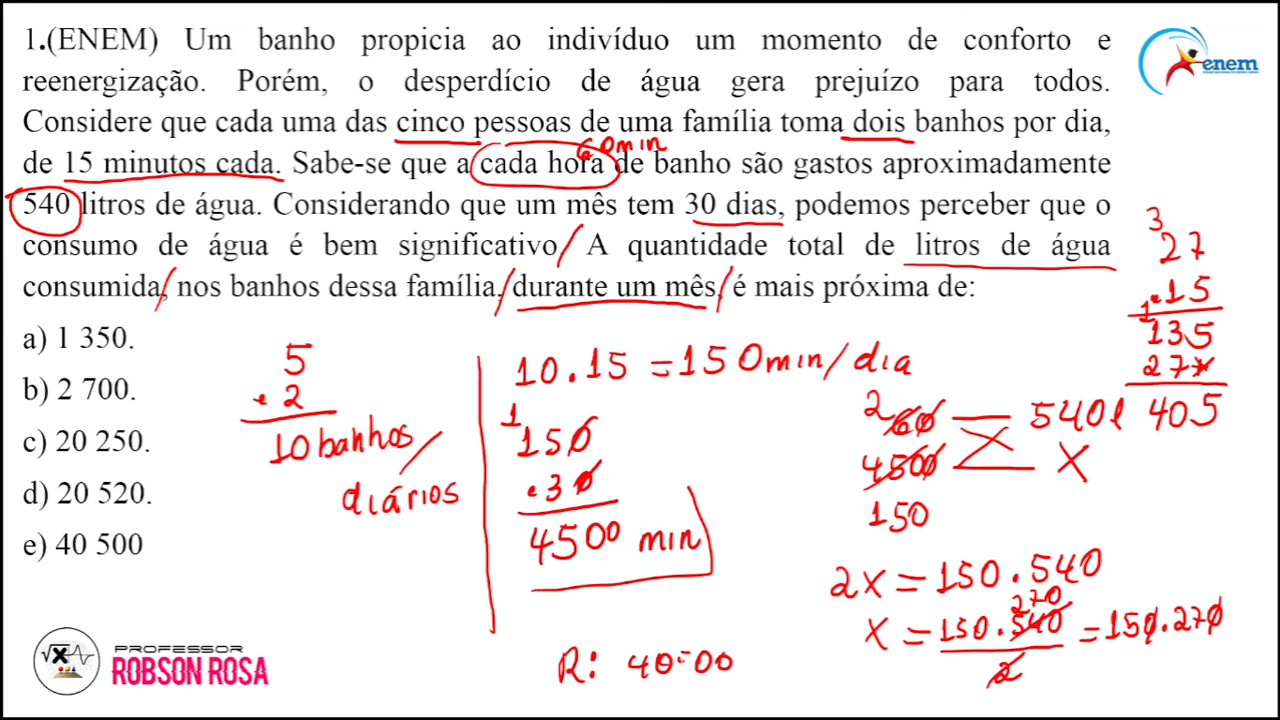 1.(ENEM) Um banho propicia ao indivíduo um momento de conforto e
reenergização. Porém, o desperdício de água gera prejuízo para todos.
Considere que cada uma das cinco pessoas de uma família toma dois banhos por dia,
60min
de 15 minutos cada. Sabe-se que a cada hora de banho são gastos aproximadamente
540 litros de água. Considerando que um mês tem 30 dias, podemos perceber que o
consumo de água é bem significativo/ A quantidade total de litros de água
consumida, nos banhos dessa família, durante um mês, é mais próxima de:
a) 1 350.
b) 2 700.
c) 20 250.
d) 20 520.
e) 40 500
enem
5
. 2
10 banhos/
diários
10.15 = 150min/dia
1
150
.30
4500 min
2 60 540l
4500 X
150
2x = 150.540
270
x = 150.540 = 150.270
2
3
27
.15
1
135
27
405
R:
PROFESSOR
ROBSON ROSA